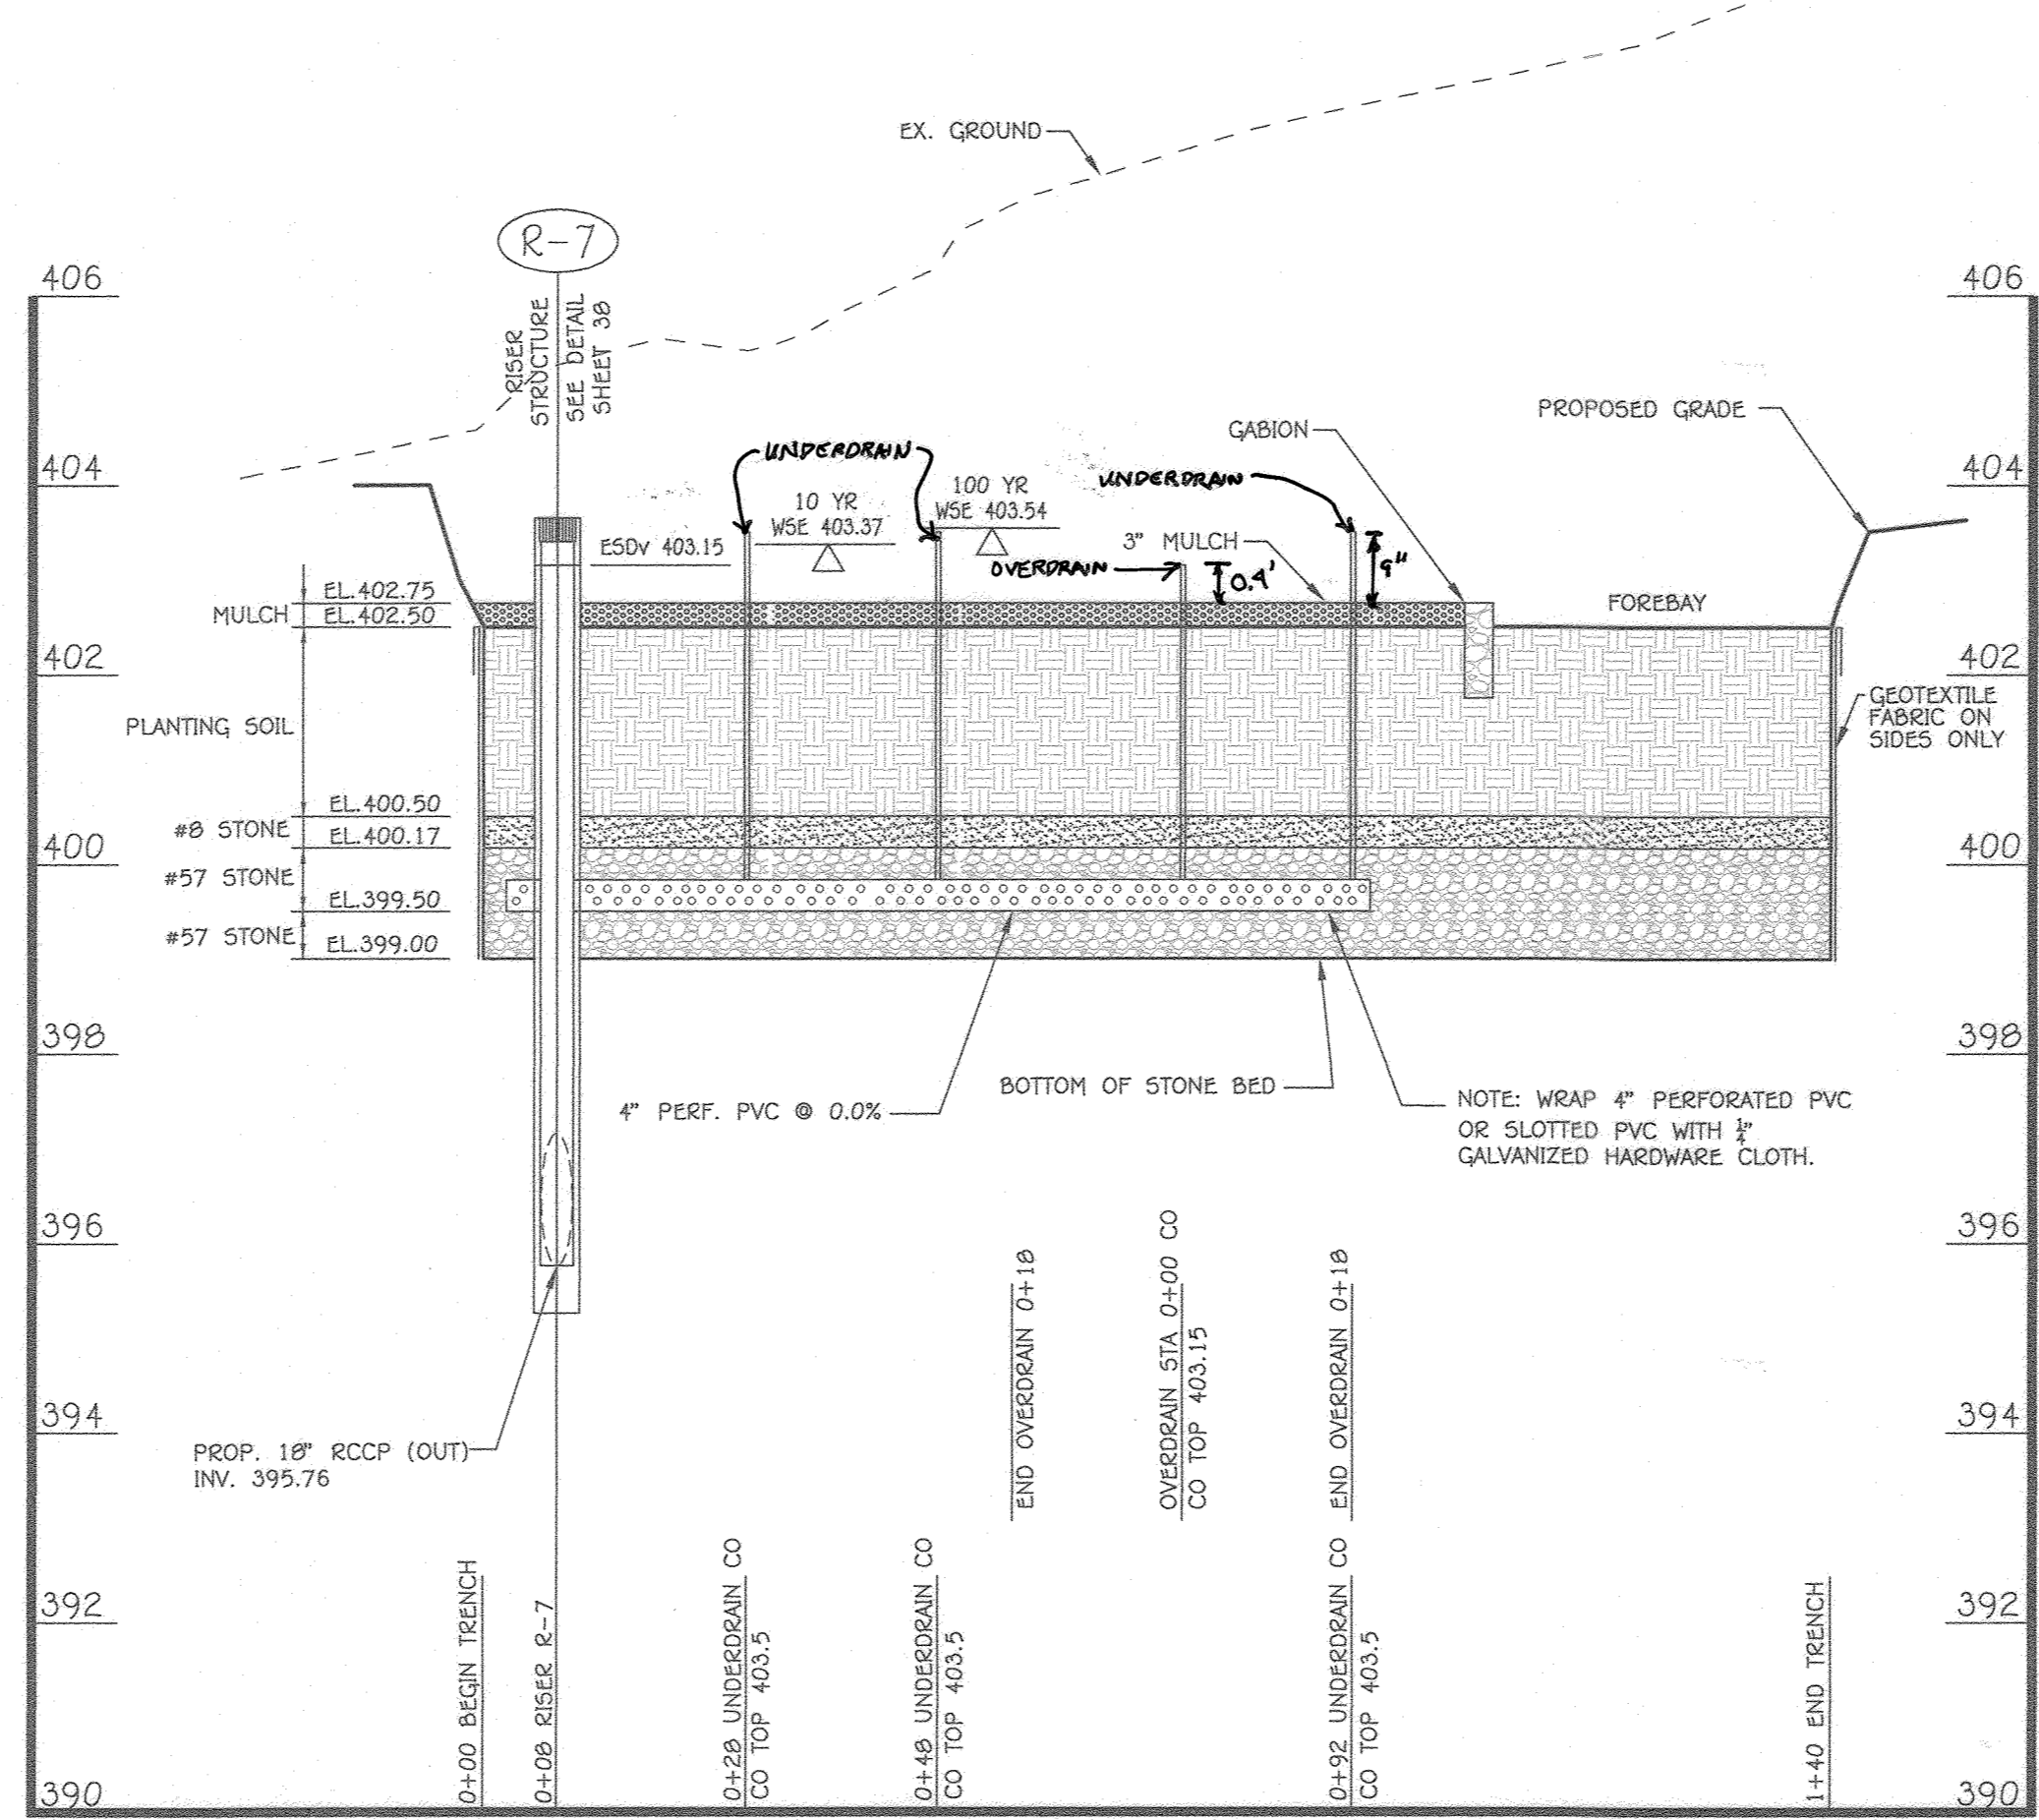 EX. GROUND
R-7
406
406
RISER
STRUCTURE
SEE DETAIL
SHEET 38
PROPOSED GRADE
GABION
UNDERDRAIN
404
404
UNDERDRAIN
10 YR
WSE 403.37
100 YR
WSE 403.54
ESDv 403.15
3" MULCH
OVERDRAIN
0.4'
9"
EL.402.75
MULCH
EL.402.50
FOREBAY
402
402
GEOTEXTILE
FABRIC ON
SIDES ONLY
PLANTING SOIL
EL.400.50
#8 STONE
EL.400.17
400
400
#57 STONE
EL.399.50
#57 STONE
EL.399.00
398
398
BOTTOM OF STONE BED
4" PERF. PVC @ 0.0%
NOTE: WRAP 4" PERFORATED PVC
OR SLOTTED PVC WITH ¼"
GALVANIZED HARDWARE CLOTH.
396
396
END OVERDRAIN 0+18
OVERDRAIN STA 0+00 CO
CO TOP 403.15
END OVERDRAIN 0+18
394
394
PROP. 18" RCCP (OUT)
INV. 395.76
392
392
0+00 BEGIN TRENCH
0+08 RISER R-7
0+28 UNDERDRAIN CO
CO TOP 403.5
0+48 UNDERDRAIN CO
CO TOP 403.5
0+92 UNDERDRAIN CO
CO TOP 403.5
1+40 END TRENCH
390
390